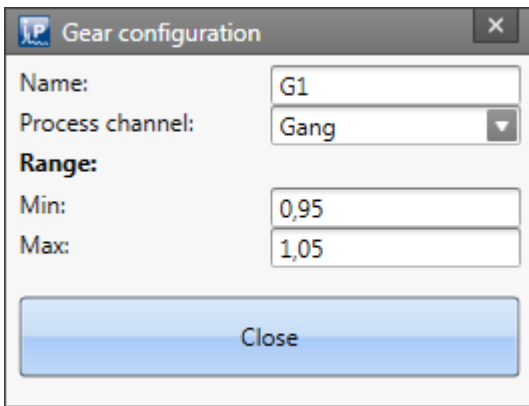 Gear configuration
Name: G1
Process channel: Gang
Range:
Min: 0,95
Max: 1,05
Close